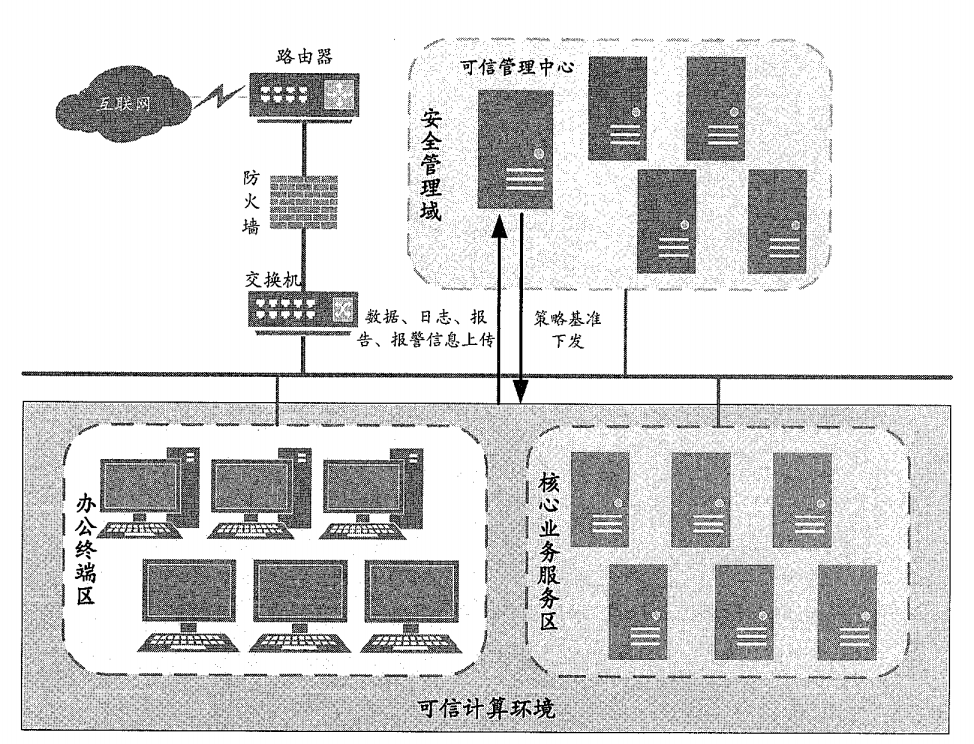 路由器
互联网
防火墙
交换机
可信管理中心
安全管理域
数据、日志、报
告、报警信息上传
策略基准
下发
办公终端区
核心业务服务区
可信计算环境